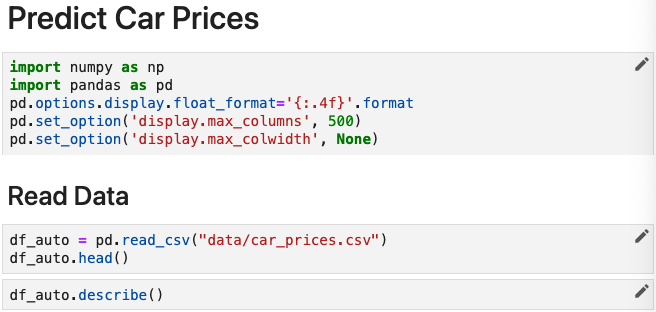 Predict Car Prices
import numpy as np
import pandas as pd
pd.options.display.float_format='{:.4f}'.format
pd.set_option('display.max_columns', 500)
pd.set_option('display.max_colwidth', None)
Read Data
df_auto = pd.read_csv("data/car_prices.csv")
df_auto.head()
df_auto.describe()